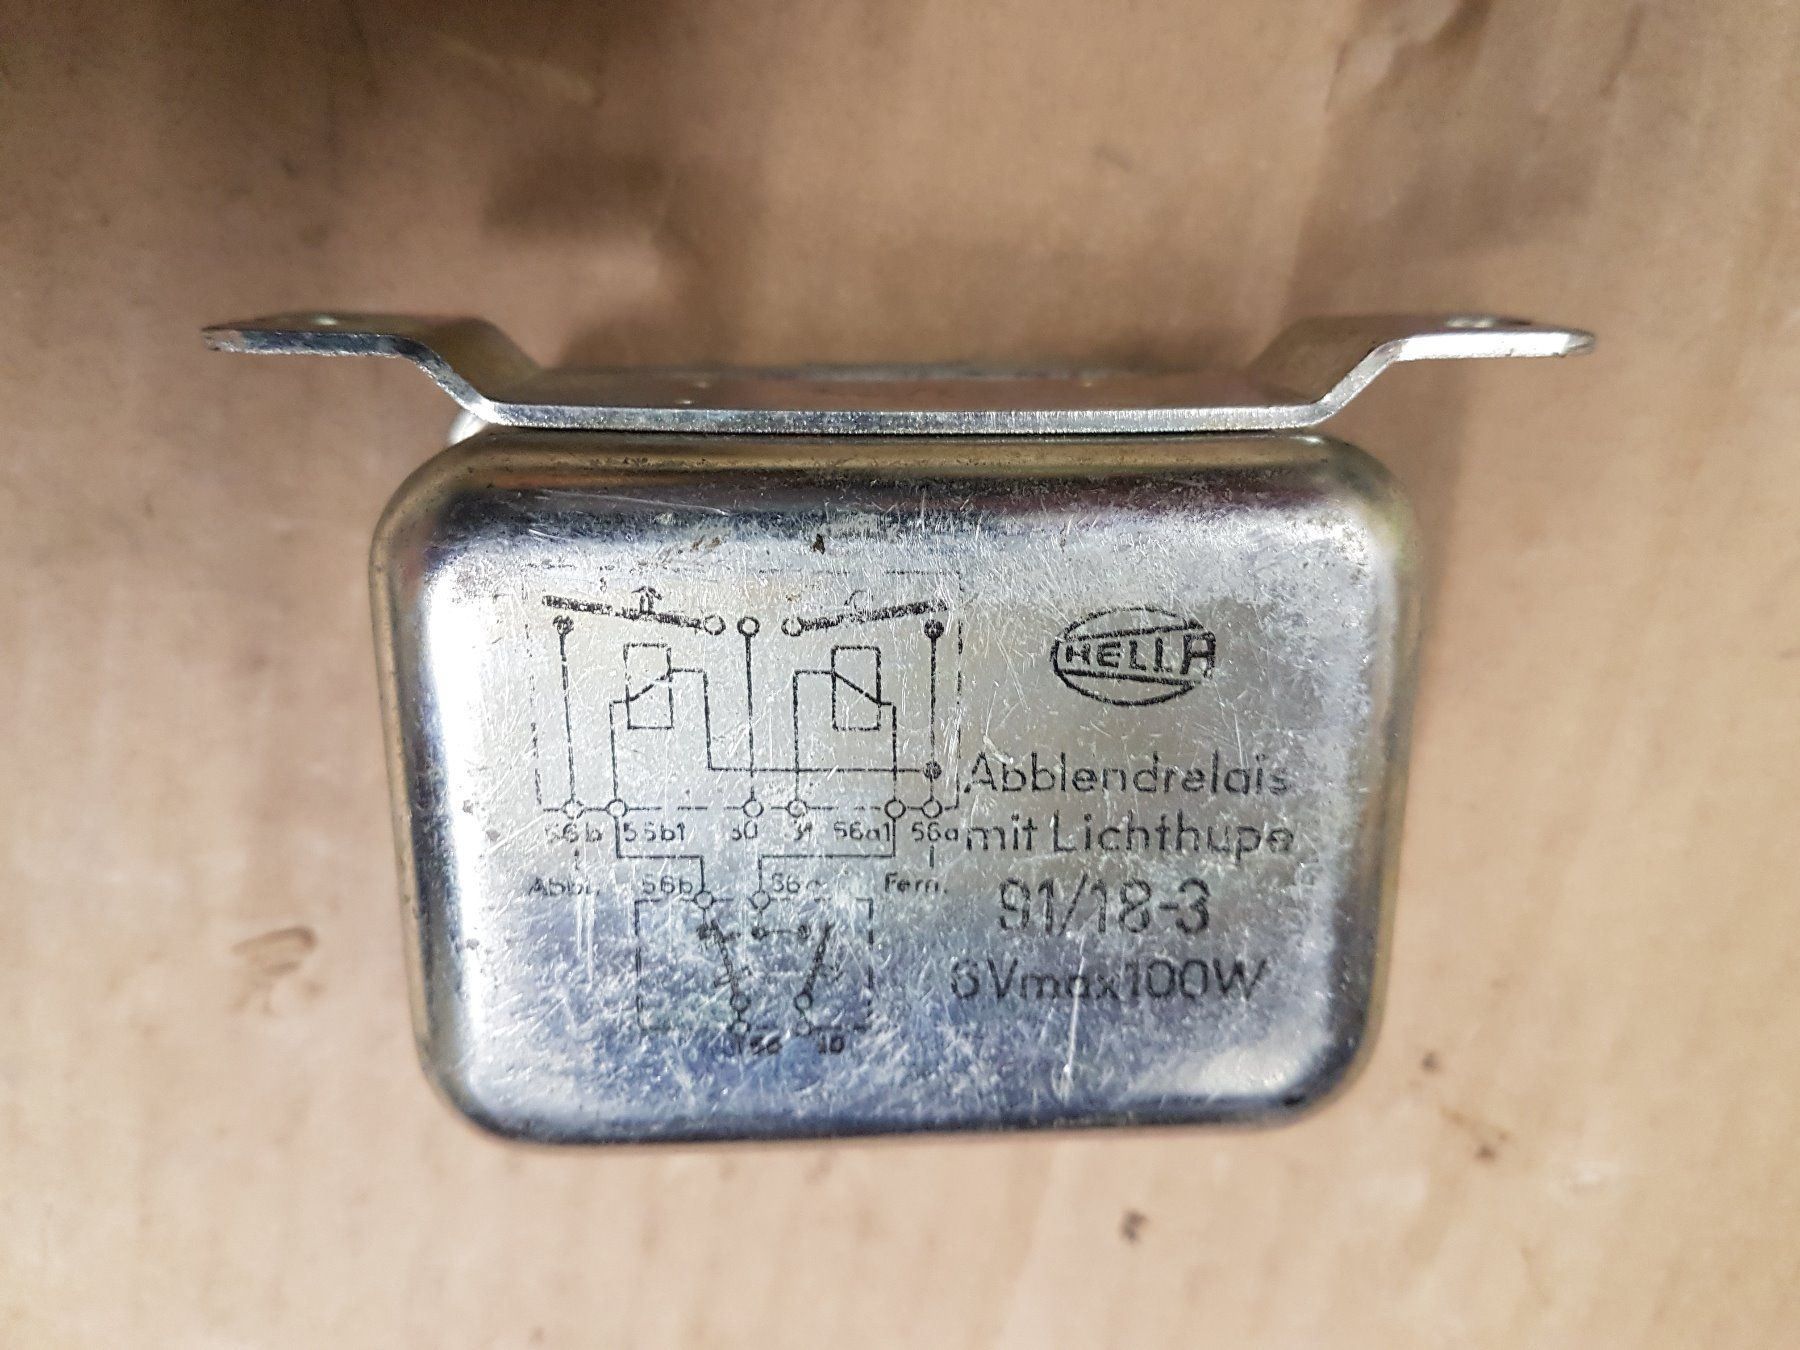 HELLA
Abblendrelais
mit Lichthupe
91/18-3
6Vmax100W
56b 56b1 30 31 56a1 56a
Abbl. 56b 56a Fern.
56 30